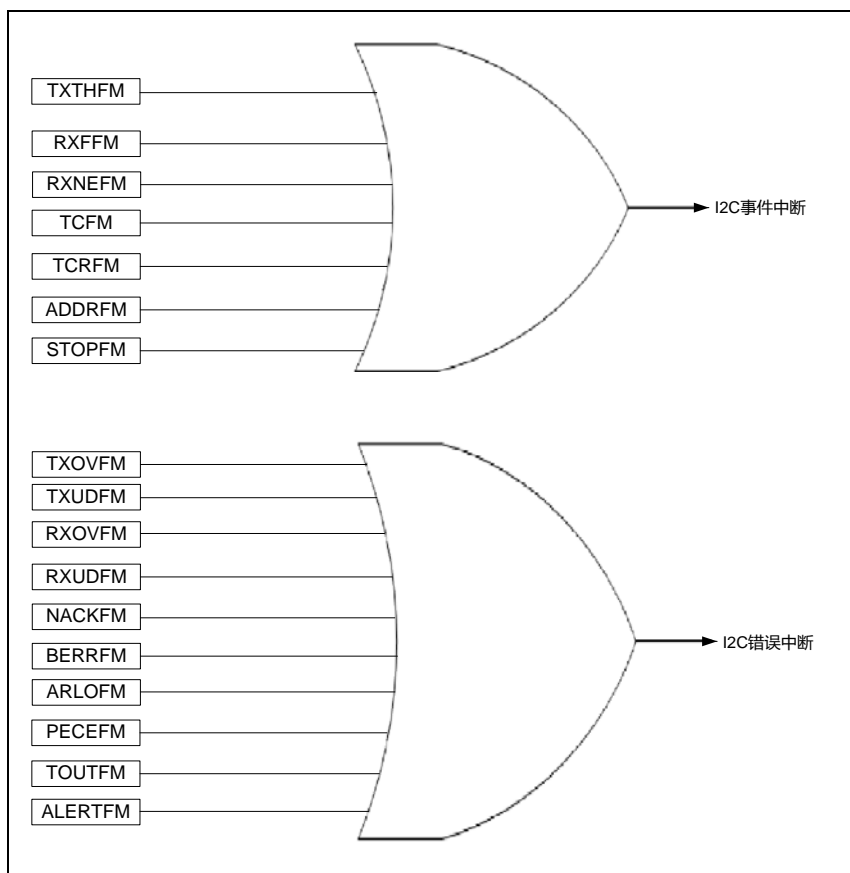 TXTHFM
RXFFM
RXNEFM
TCFM
TCRFM
ADDRFM
STOPFM
I2C事件中断
TXOVFM
TXUDFM
RXOVFM
RXUDFM
NACKFM
BERRFM
ARLOFM
PECEFM
TOUTFM
ALERTFM
I2C错误中断